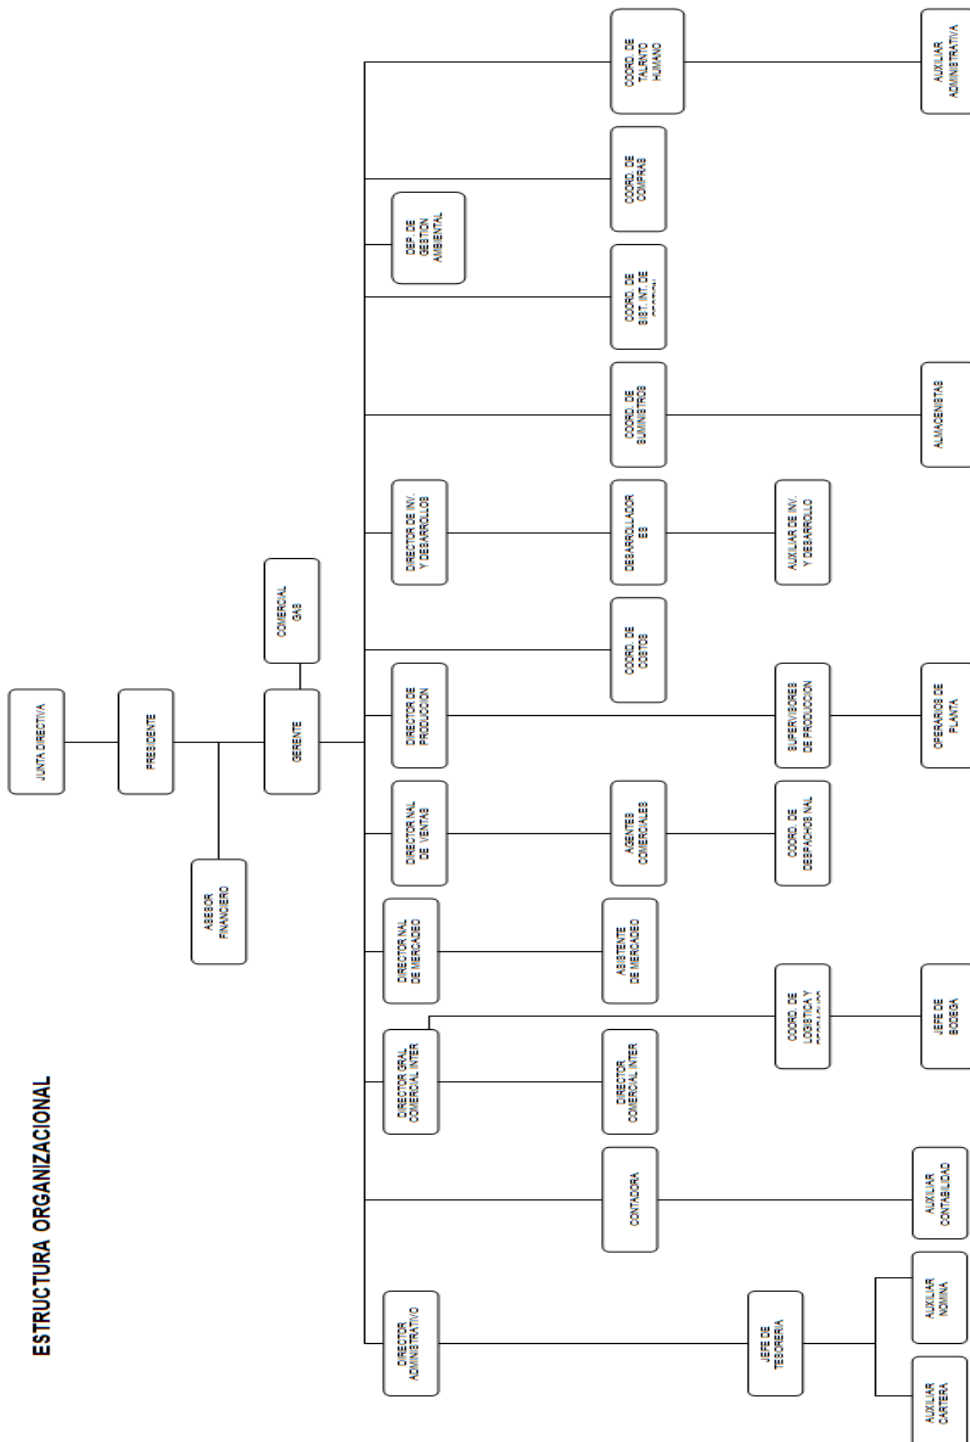 ESTRUCTURA ORGANIZACIONAL
JUNTA DIRECTIVA
PRESIDENTE
ASESOR
FINANCIERO
GERENTE
COMERCIAL
GAS
DIRECTOR
ADMINISTRATIVO
DIRECTOR GRAL
COMERCIAL INTER
DIRECTOR NAL
DE MERCADEO
DIRECTOR NAL
DE VENTAS
DIRECTOR DE
PRODUCCION
DIRECTOR DE INV.
Y DESARROLLOS
DEP. DE
GESTION
AMBIENTAL
CONTADORA
DIRECTOR
COMERCIAL INTER
ASISTENTE
DE MERCADEO
AGENTES
COMERCIALES
COORD. DE
COSTOS
DESARROLLADOR
ES
COORD. DE
SUMINISTROS
COORD. DE
SIST. INT. DE
COORD. DE
COMPRAS
COORD. DE
TALRNTO
HUMANO
JEFE DE
TESORERIA
COORD. DE
LOGISTICA Y
COORD. DE
DESPACHOS NAL
SUPERVISORES
DE PRODUCCION
AUXILIAR DE INV.
Y DESARROLLO
AUXILIAR
CARTERA
AUXILIAR
NOMINA
AUXILIAR
CONTABILIDAD
JEFE DE
BODEGA
OPERARIOS DE
PLANTA
ALMACENISTAS
AUXILIAR
ADMINISTRATIVA